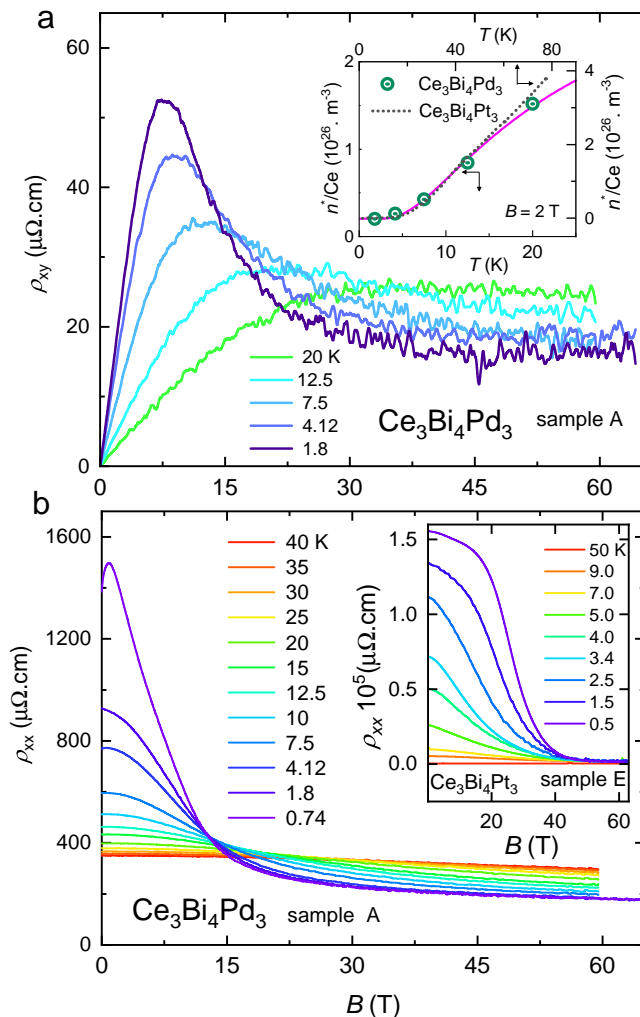 a
60
40
20
0
ρxy (μΩ.cm)
0 15 30 45 60
20 K
12.5
7.5
4.12
1.8
Ce3Bi4Pd3 sample A
T (K)
0 40 80
2
1
0
n*/Ce (10^26. m^-3)
Ce3Bi4Pd3
Ce3Bi4Pt3
B = 2 T
4
3
2
1
0
n*/Ce (10^26. m^-3)
0 10 20
T (K)
b
1600
1200
800
400
0
ρxx (μΩ.cm)
40 K
35
30
25
20
15
12.5
10
7.5
4.12
1.8
0.74
Ce3Bi4Pd3 sample A
0 15 30 45 60
B (T)
1.5
1.0
0.5
0.0
ρxx 10^5(μΩ.cm)
50 K
9.0
7.0
5.0
4.0
3.4
2.5
1.5
0.5
Ce3Bi4Pt3 sample E
20 40 60
B (T)